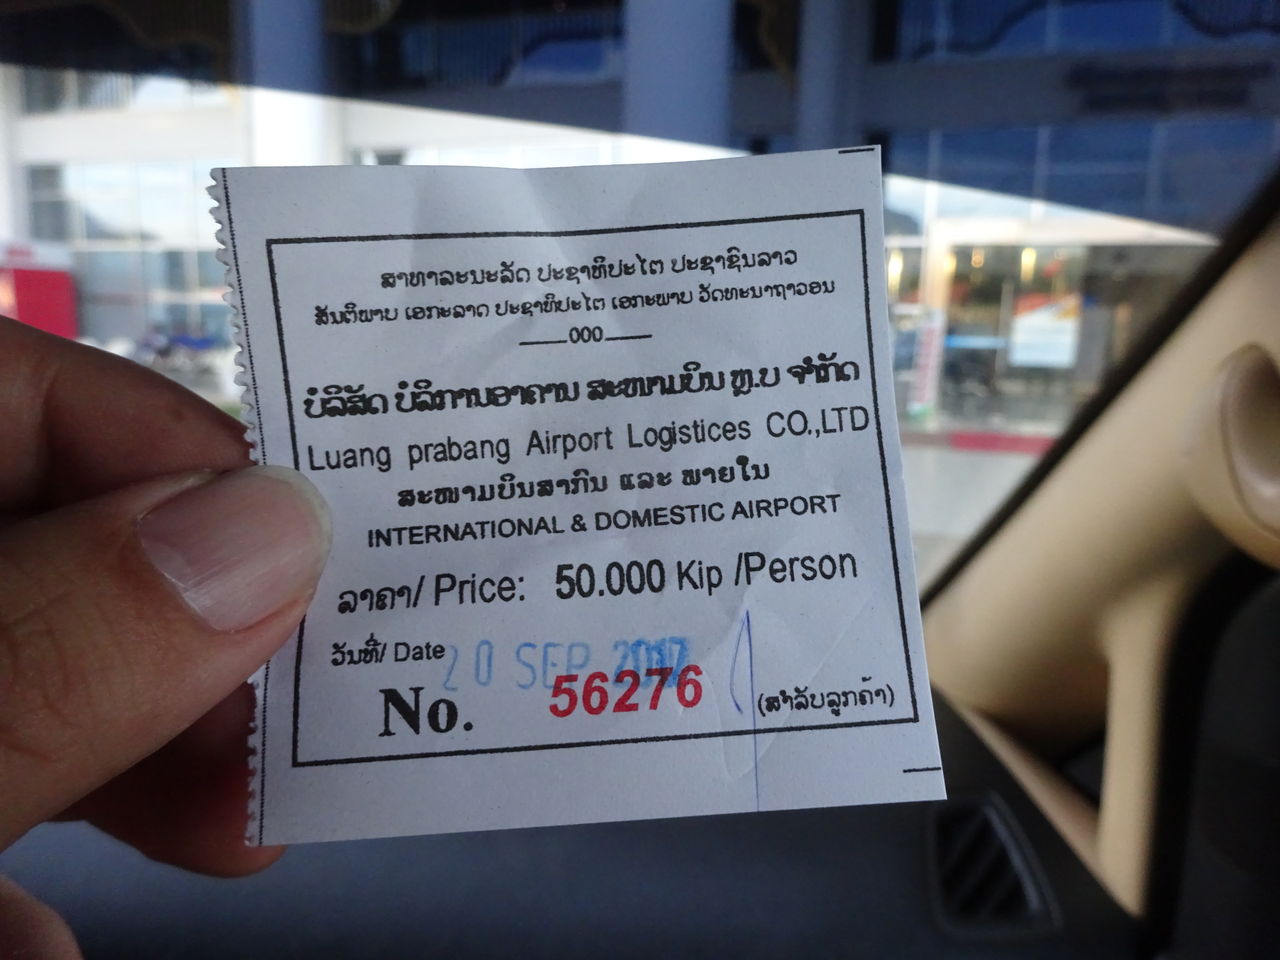 ສາທາລະນະລັດ ປະຊາທິປະໄຕ ປະຊາຊົນລາວ
ສັນຕິພາບ ເອກະລາດ ປະຊາທິປະໄຕ ເອກະພາບ ວັດທະນາຖາວອນ
——000——
ບໍລິສັດ ບໍລິການອາຄານ ສະໜາມບິນ ຫຼ.ບ ຈຳກັດ
Luang prabang Airport Logistices CO.,LTD
ສະໜາມບິນສາກົນ ແລະ ພາຍໃນ
INTERNATIONAL & DOMESTIC AIRPORT
ລາຄາ/ Price: 50.000 Kip /Person
ວັນທີ່/ Date 20 SEP 2017
No. 56276 (ສຳລັບລູກຄ້າ)